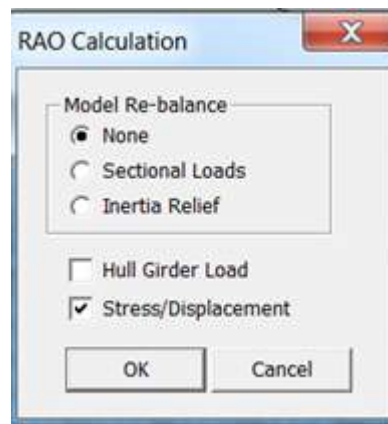 RAO Calculation
Model Re-balance
None
Sectional Loads
Inertia Relief
Hull Girder Load
Stress/Displacement
OK Cancel